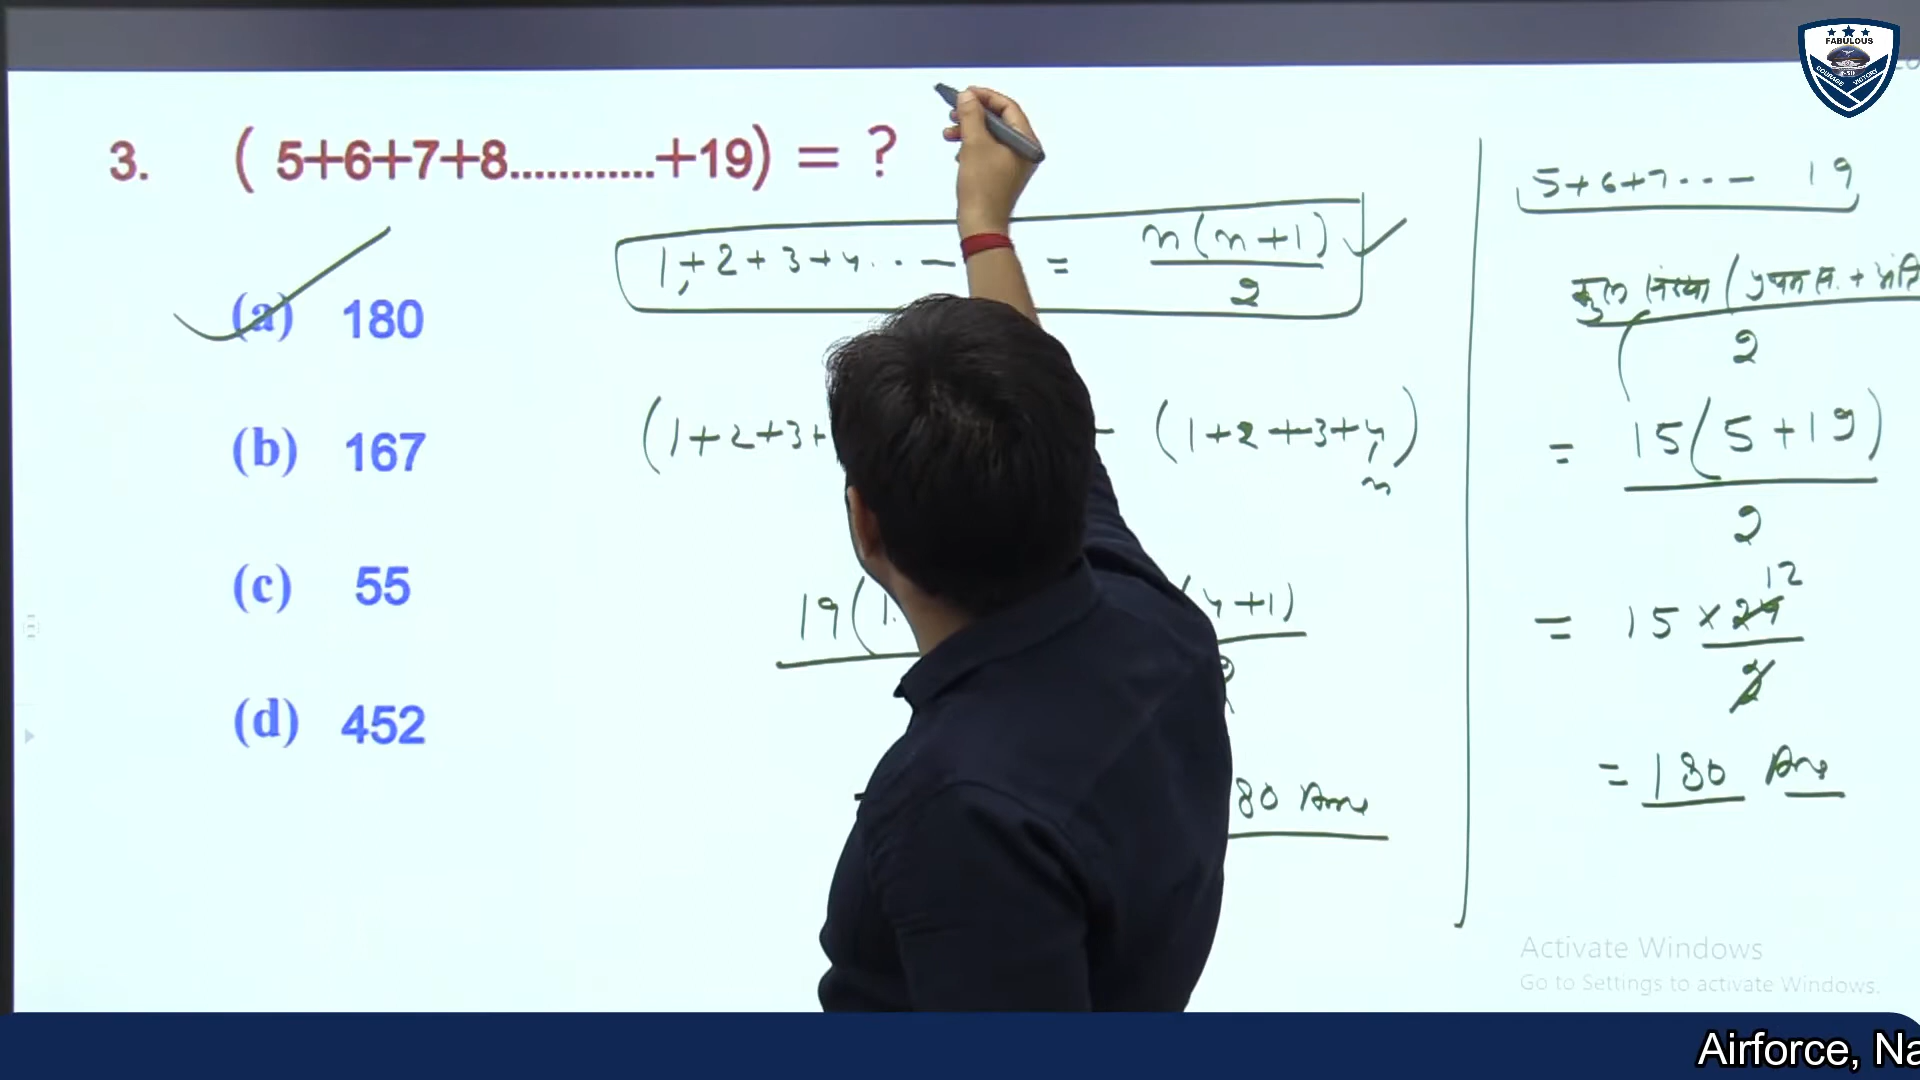 FABULOUS
COURAGE VICTORY
3. ( 5+6+7+8............+19) = ?
(a) 180
(b) 167
(c) 55
(d) 452
1+2+3+4... — = n(n+1)
2
(1+2+3+ - (1+2+3+4)
n
19(1 4+1)
80 Ans
5+6+7... — 19
कुल संख्या (
2
= 15(5+19)
2
12
= 15 × 24
2
= 180 Ans
Activate Windows
Go to Settings to activate Windows.
Airforce, Na